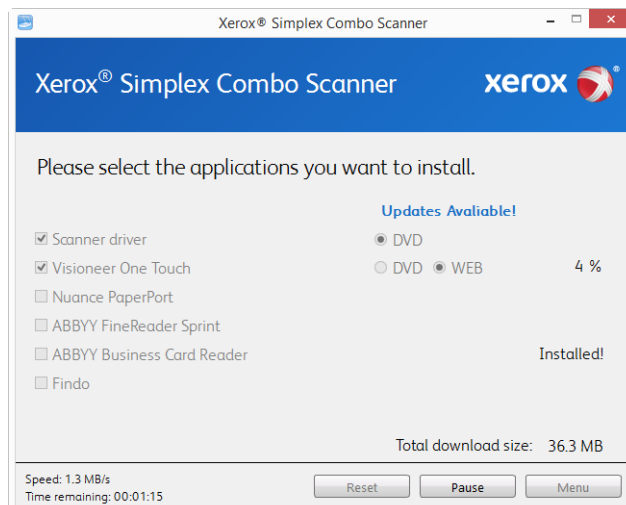 Xerox® Simplex Combo Scanner
Xerox® Simplex Combo Scanner
xerox®
Please select the applications you want to install.
Updates Avaliable!
Scanner driver DVD
Visioneer One Touch DVD WEB 4 %
Nuance PaperPort
ABBYY FineReader Sprint
ABBYY Business Card Reader Installed!
Findo
Total download size: 36.3 MB
Speed: 1.3 MB/s
Time remaining: 00:01:15
Reset Pause Menu